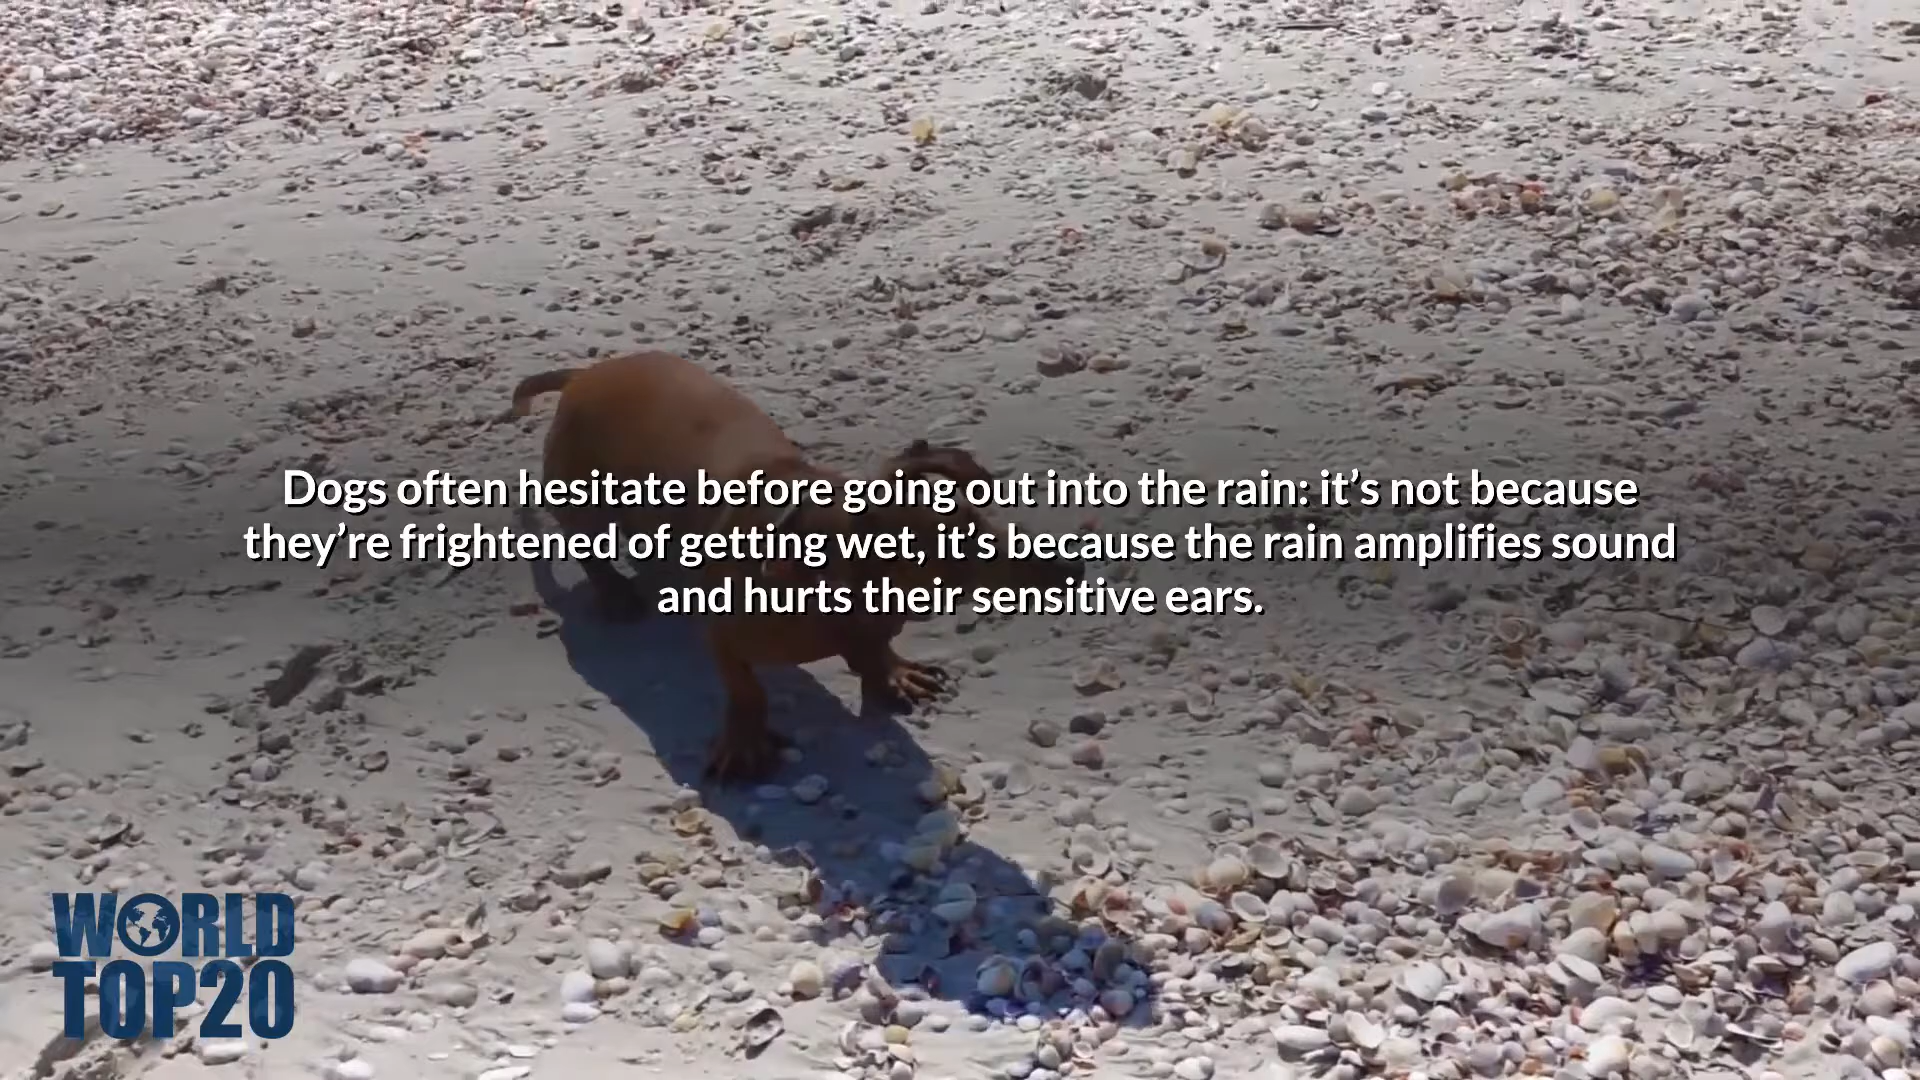 Dogs often hesitate before going out into the rain: it’s not because
they’re frightened of getting wet, it’s because the rain amplifies sound
and hurts their sensitive ears.
WORLD
TOP20